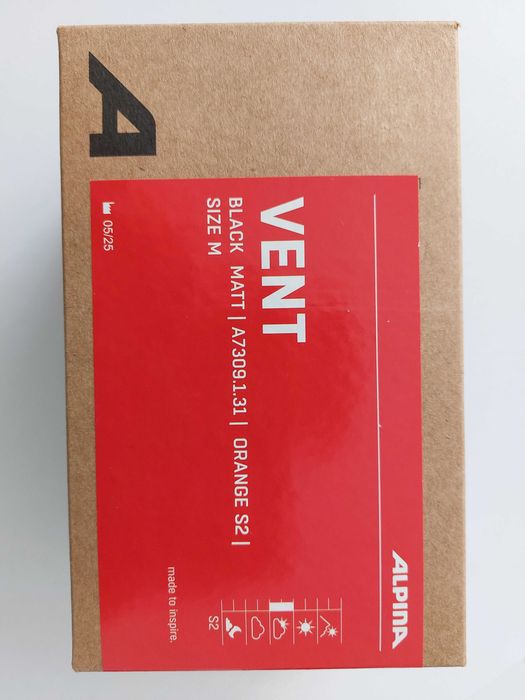 A
ALPINA
VENT
BLACK MATT | A7309.1.31 | ORANGE S2 |
SIZE M
S2
made to inspire.
05/25